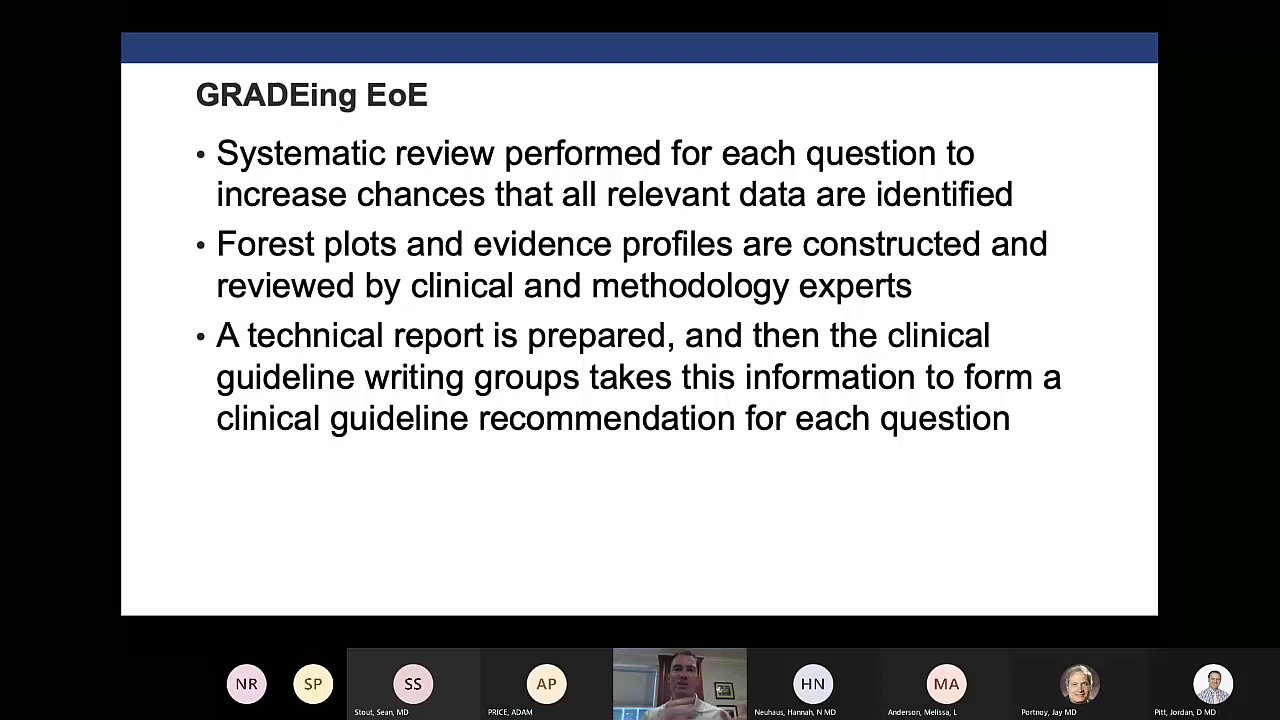 GRADEing EoE
• Systematic review performed for each question to
increase chances that all relevant data are identified
• Forest plots and evidence profiles are constructed and
reviewed by clinical and methodology experts
• A technical report is prepared, and then the clinical
guideline writing groups takes this information to form a
clinical guideline recommendation for each question
NR
SP
SS
AP
HN
MA
Stout, Sean, MD
PRICE, ADAM
Neuhaus, Hannah, N MD
Anderson, Melissa, L
Portnoy, Jay MD
Pitt, Jordan, D MD